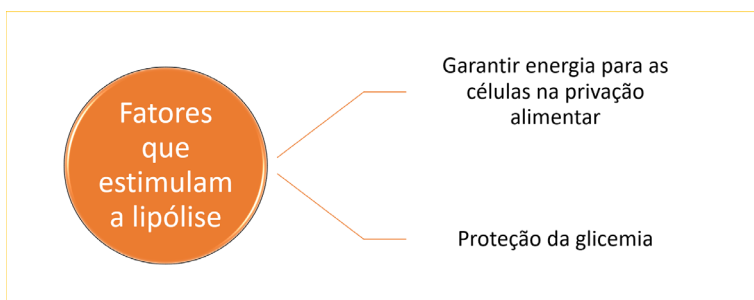 Fatores
que
estimulam
a lipólise
Garantir energia para as
células na privação
alimentar
Proteção da glicemia